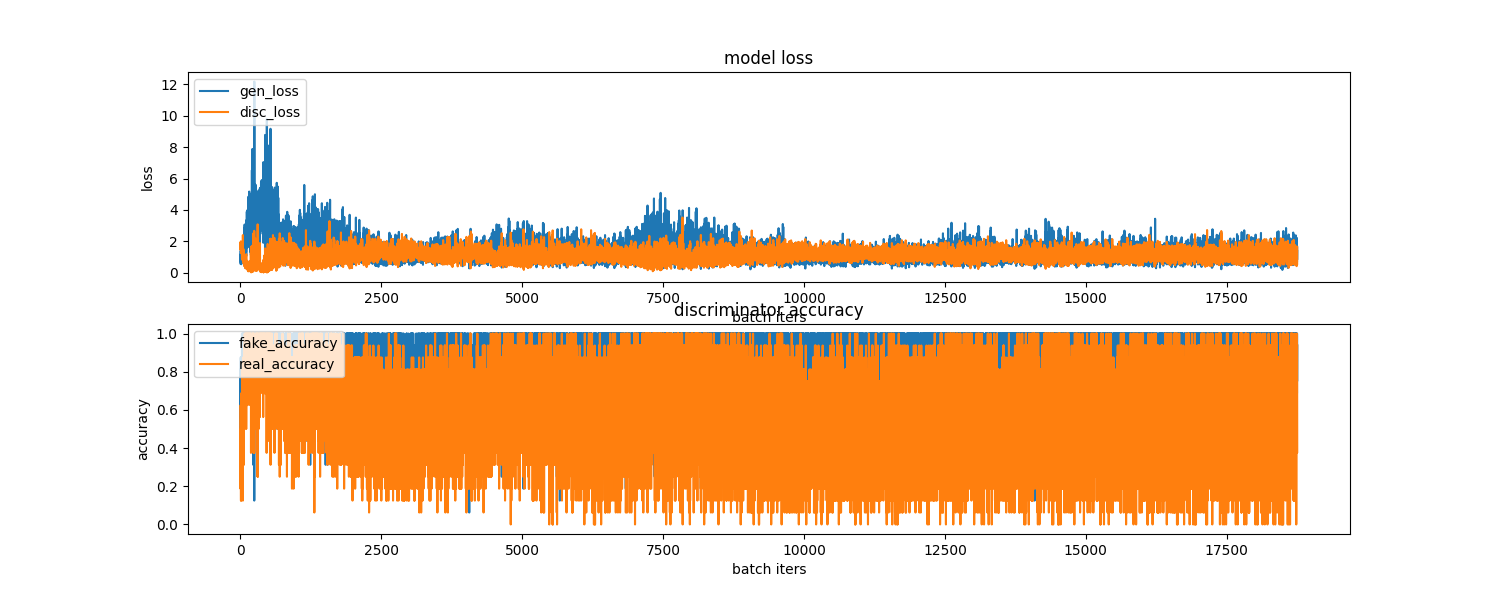 model loss
12
10
8
6
4
2
0
loss
gen_loss
disc_loss
0 2500 5000 7500 10000 12500 15000 17500
batch iters
discriminator accuracy
1.0
0.8
0.6
0.4
0.2
0.0
accuracy
fake_accuracy
real_accuracy
0 2500 5000 7500 10000 12500 15000 17500
batch iters